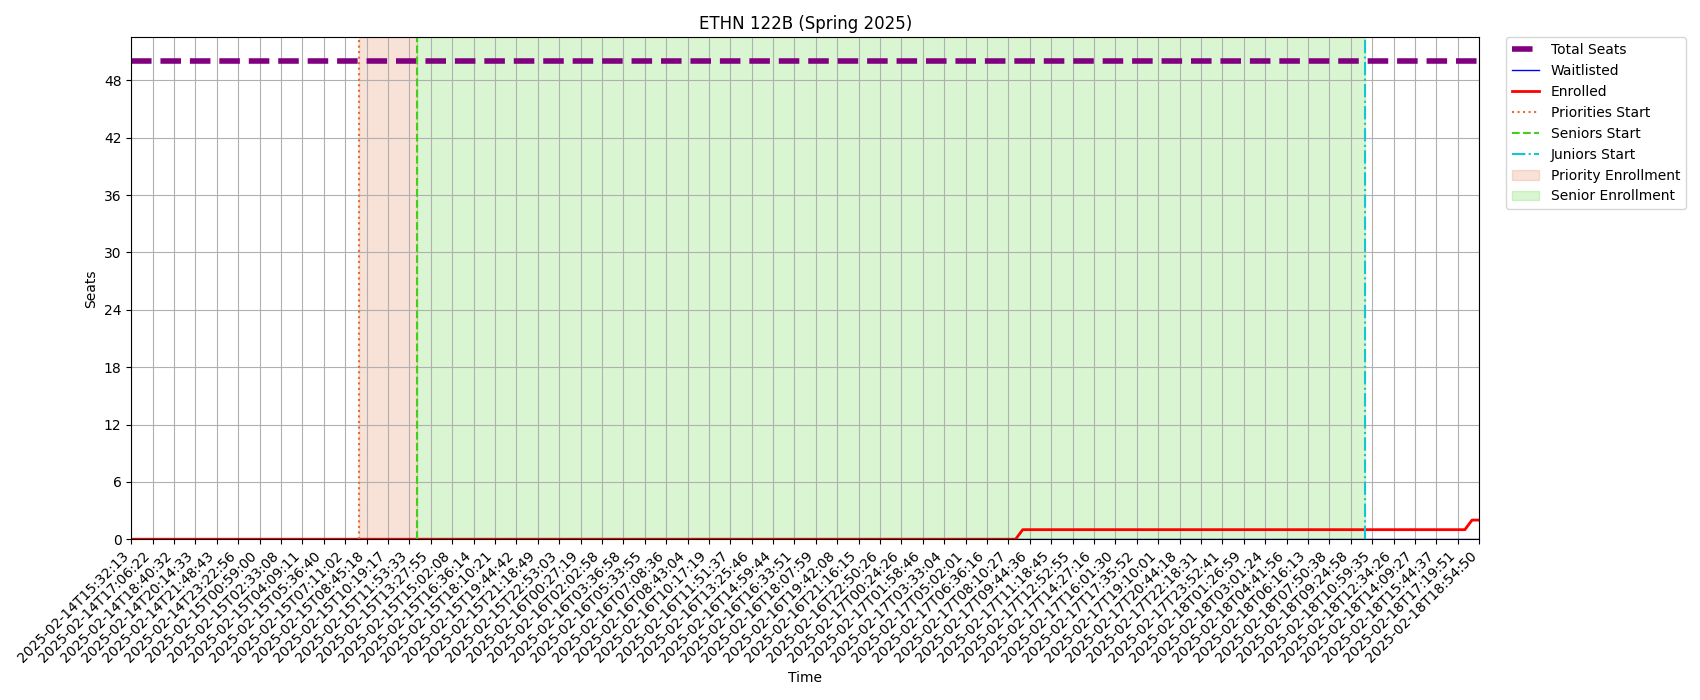 ETHN 122B (Spring 2025)
Total Seats
Waitlisted
Enrolled
Priorities Start
Seniors Start
Juniors Start
Priority Enrollment
Senior Enrollment
Seats
48
42
36
30
24
18
12
6
0
2025-02-14T15:32:13
2025-02-14T17:06:22
2025-02-14T18:40:32
2025-02-14T20:14:33
2025-02-14T21:48:43
2025-02-14T23:22:56
2025-02-15T00:59:00
2025-02-15T02:33:08
2025-02-15T04:09:11
2025-02-15T05:36:40
2025-02-15T07:11:02
2025-02-15T08:45:18
2025-02-15T10:19:17
2025-02-15T11:53:33
2025-02-15T13:27:55
2025-02-15T15:02:08
2025-02-15T16:36:14
2025-02-15T18:10:21
2025-02-15T19:44:42
2025-02-15T21:18:49
2025-02-15T22:53:03
2025-02-16T00:27:19
2025-02-16T02:02:58
2025-02-16T03:36:58
2025-02-16T05:33:55
2025-02-16T07:08:36
2025-02-16T08:43:04
2025-02-16T10:17:19
2025-02-16T11:51:37
2025-02-16T13:25:46
2025-02-16T14:59:44
2025-02-16T16:33:51
2025-02-16T18:07:59
2025-02-16T19:42:08
2025-02-16T21:16:15
2025-02-16T22:50:26
2025-02-17T00:24:26
2025-02-17T01:58:46
2025-02-17T03:33:04
2025-02-17T05:02:01
2025-02-17T06:36:16
2025-02-17T08:10:27
2025-02-17T09:44:36
2025-02-17T11:18:45
2025-02-17T12:52:55
2025-02-17T14:27:16
2025-02-17T16:01:30
2025-02-17T17:35:52
2025-02-17T19:10:01
2025-02-17T20:44:18
2025-02-17T22:18:31
2025-02-17T23:52:41
2025-02-18T01:26:59
2025-02-18T03:01:24
2025-02-18T04:41:56
2025-02-18T06:16:13
2025-02-18T07:50:38
2025-02-18T09:24:58
2025-02-18T10:59:35
2025-02-18T12:34:26
2025-02-18T14:09:27
2025-02-18T15:44:37
2025-02-18T17:19:51
2025-02-18T18:54:50
Time